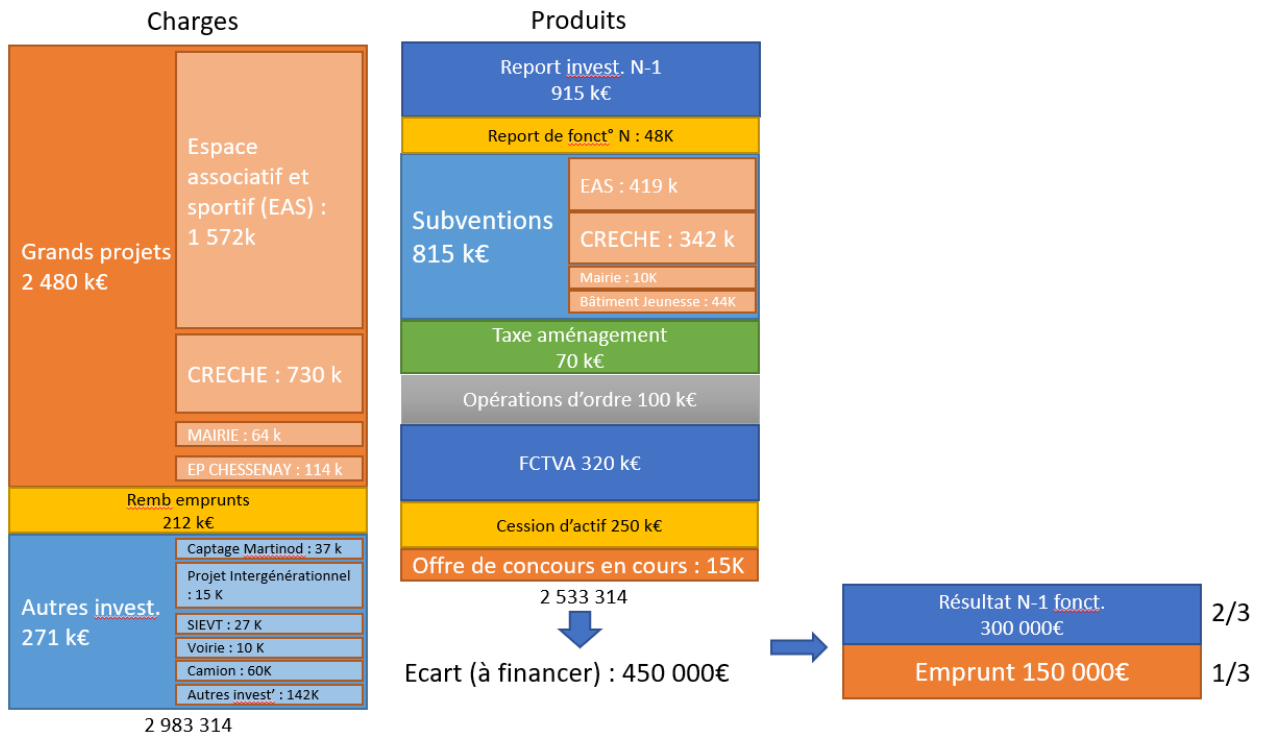 Charges
Grands projets
2 480 k€
Espace
associatif et
sportif (EAS) :
1 572k
CRECHE : 730 k
MAIRIE : 64 k
EP CHESSENAY : 114 k
Remb emprunts
212 k€
Autres invest.
271 k€
Captage Martinod : 37 k
Projet Intergénérationnel
: 15 K
SIEVT : 27 K
Voirie : 10 K
Camion : 60K
Autres invest' : 142K
2 983 314
Produits
Report invest. N-1
915 k€
Report de fonct° N : 48K
Subventions
815 k€
EAS : 419 k
CRECHE : 342 k
Mairie : 10K
Bâtiment Jeunesse : 44K
Taxe aménagement
70 k€
Opérations d'ordre 100 k€
FCTVA 320 k€
Cession d'actif 250 k€
Offre de concours en cours : 15K
2 533 314
Ecart (à financer) : 450 000€
Résultat N-1 fonct.
300 000€
2/3
Emprunt 150 000€
1/3